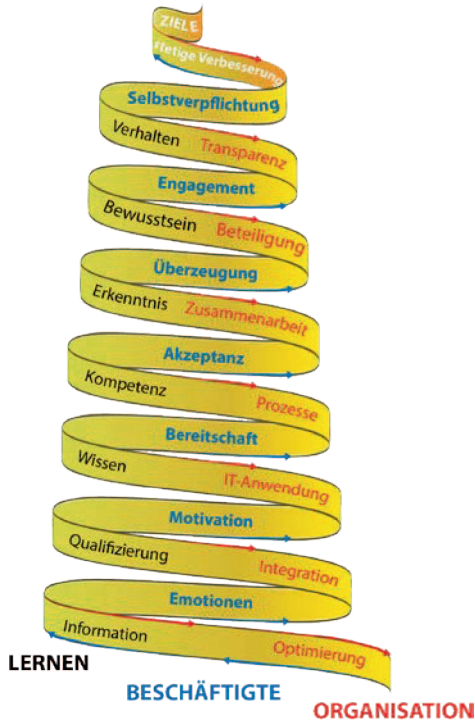 ZIELE
stetige Verbesserung
Selbstverpflichtung
Verhalten Transparenz
Engagement
Bewusstsein Beteiligung
Überzeugung
Erkenntnis Zusammenarbeit
Akzeptanz
Kompetenz Prozesse
Bereitschaft
Wissen IT-Anwendung
Motivation
Qualifizierung Integration
Emotionen
Information Optimierung
LERNEN
BESCHÄFTIGTE
ORGANISATION